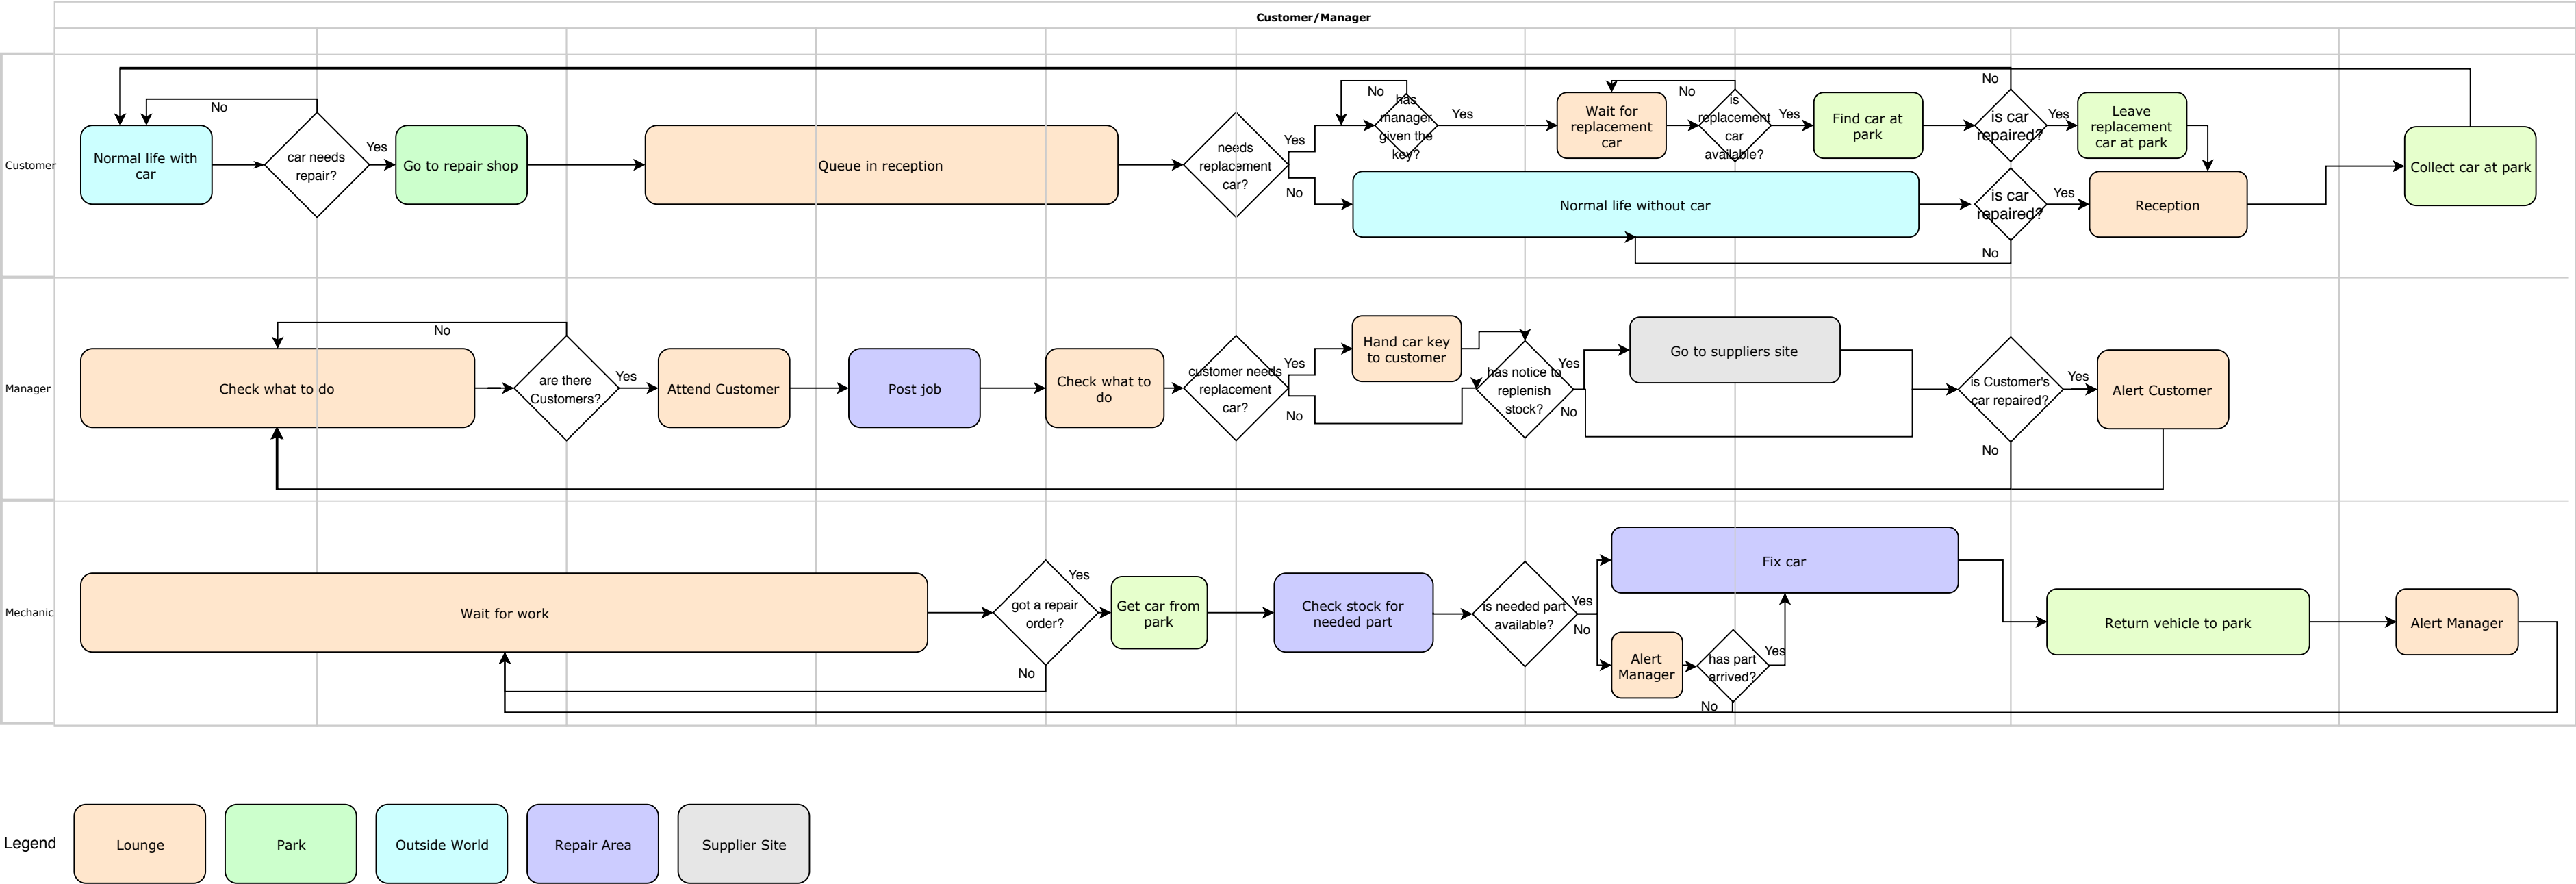 Customer/Manager
Customer
Normal life with
car
No
car needs
repair?
Yes
Go to repair shop
Queue in reception
needs
replacement
car?
Yes
No
No
has
manager
given the
key?
Yes
Wait for
replacement
car
No
is
replacement
car
available?
Yes
Find car at
park
No
is car
repaired?
Yes
Leave
replacement
car at park
Normal life without car
is car
repaired?
Yes
No
Reception
Collect car at park
Manager
Check what to do
No
are there
Customers?
Yes
Attend Customer
Post job
Check what to
do
customer needs
replacement
car?
Yes
No
Hand car key
to customer
has notice to
replenish
stock?
Yes
No
Go to suppliers site
is Customer's
car repaired?
Yes
No
Alert Customer
Mechanic
Wait for work
got a repair
order?
Yes
No
Get car from
park
Check stock for
needed part
is needed part
available?
Yes
No
Fix car
Alert
Manager
has part
arrived?
Yes
No
Return vehicle to park
Alert Manager
Legend
Lounge
Park
Outside World
Repair Area
Supplier Site